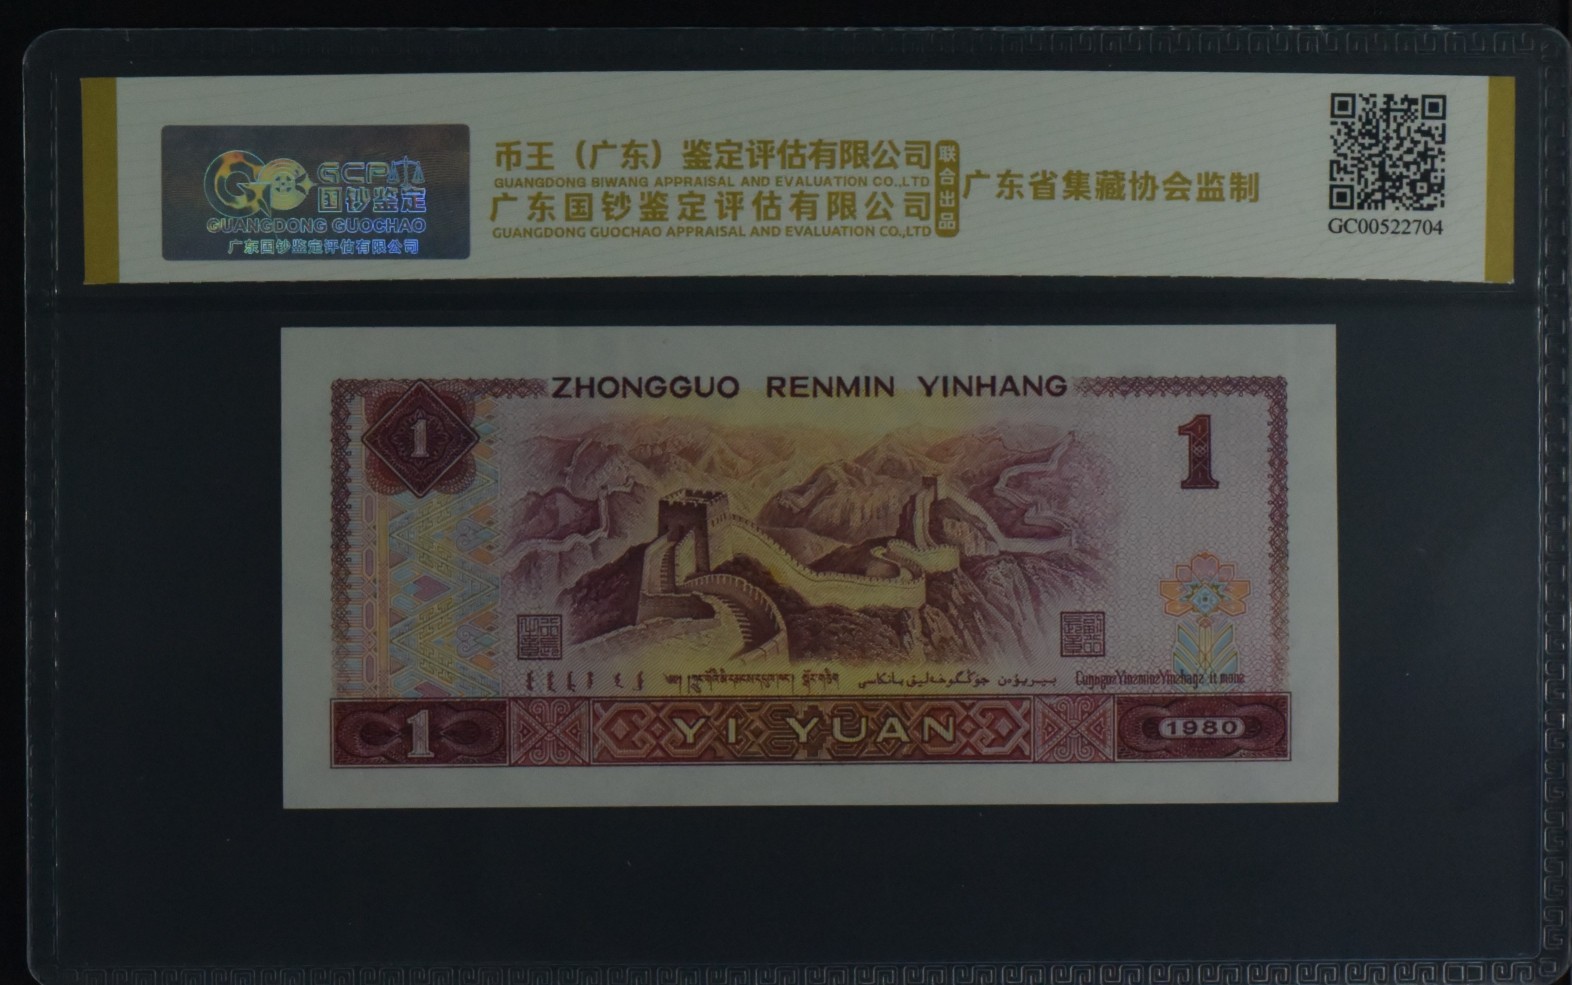 GCP
国钞鉴定
GUANGDONG GUOCHAO
广东国钞鉴定评估有限公司
币王（广东）鉴定评估有限公司
GUANGDONG BIWANG APPRAISAL AND EVALUATION CO.,LTD
广东国钞鉴定评估有限公司
GUANGDONG GUOCHAO APPRAISAL AND EVALUATION CO.,LTD
联合出品
广东省集藏协会监制
GC00522704
ZHONGGUO RENMIN YINHANG
1
1
1
YI YUAN
1980